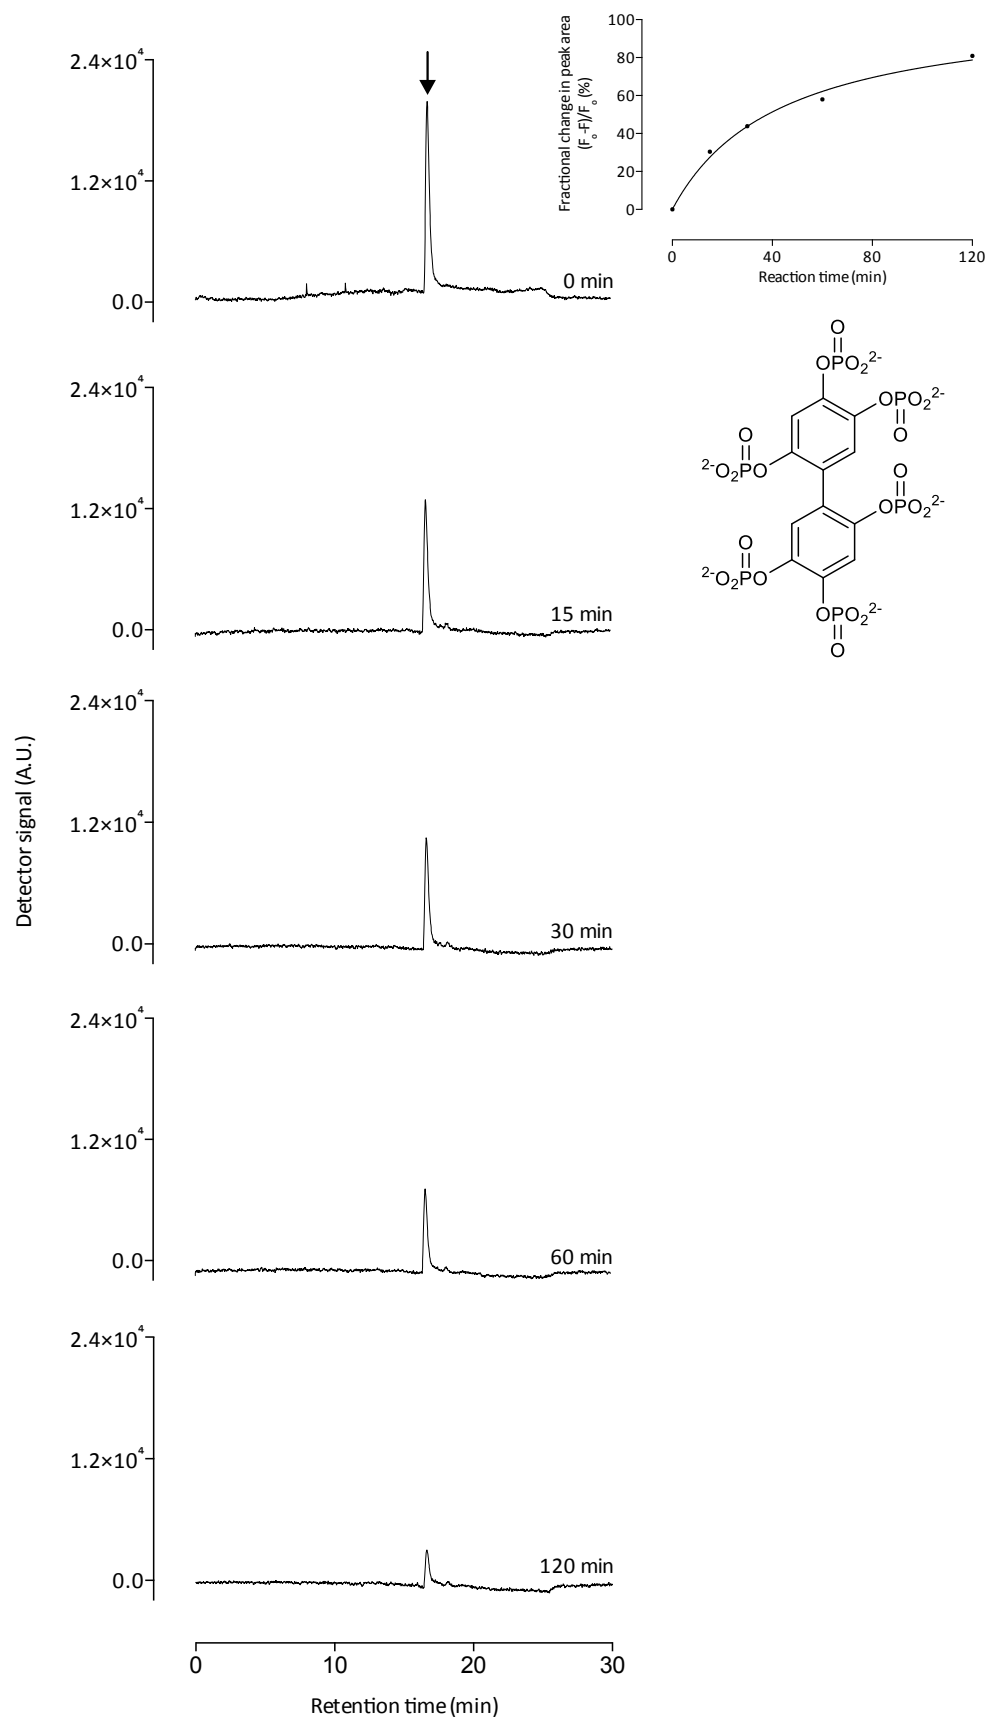 2.4×10⁴
1.2×10⁴
0.0
0 min
Fractional change in peak area
(Fₒ-F)/Fₒ (%)
100
80
60
40
20
0
0
40
80
120
Reaction time (min)
O
OPO₂²⁻
OPO₂²⁻
O
O
²⁻O₂PO
O
OPO₂²⁻
O
²⁻O₂PO
OPO₂²⁻
O
2.4×10⁴
1.2×10⁴
0.0
15 min
Detector signal (A.U.)
2.4×10⁴
1.2×10⁴
0.0
30 min
2.4×10⁴
1.2×10⁴
0.0
60 min
2.4×10⁴
1.2×10⁴
0.0
120 min
0
10
20
30
Retention time (min)